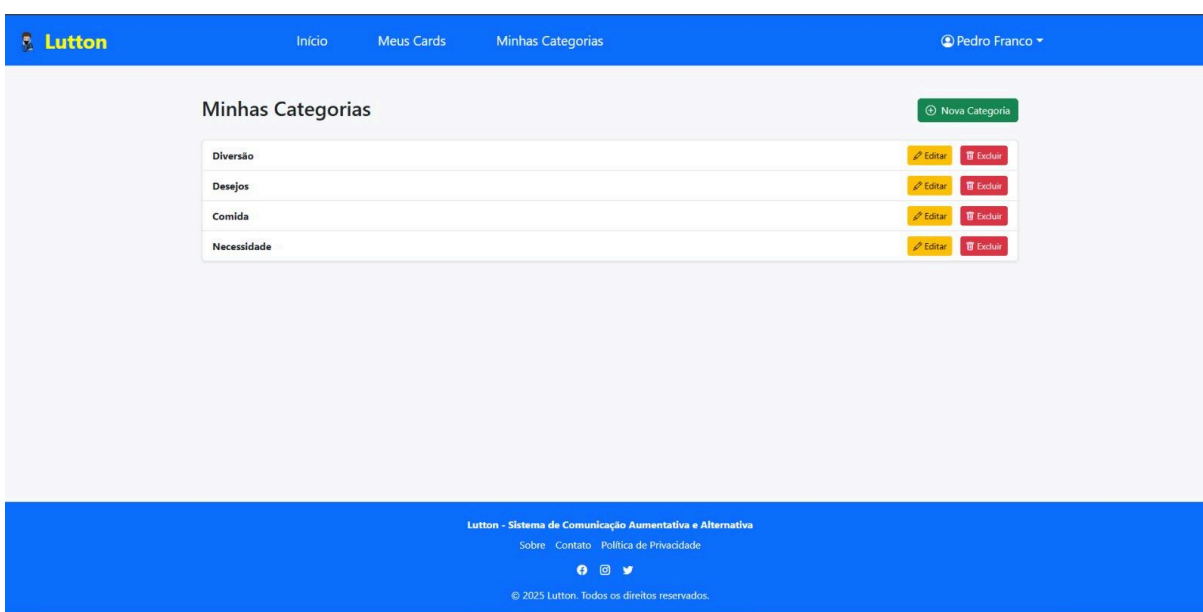 Lutton Início Meus Cards Minhas Categorias Pedro Franco
Minhas Categorias Nova Categoria
Diversão Editar Excluir
Desejos Editar Excluir
Comida Editar Excluir
Necessidade Editar Excluir
Lutton - Sistema de Comunicação Aumentativa e Alternativa
Sobre Contato Política de Privacidade
© 2025 Lutton. Todos os direitos reservados.